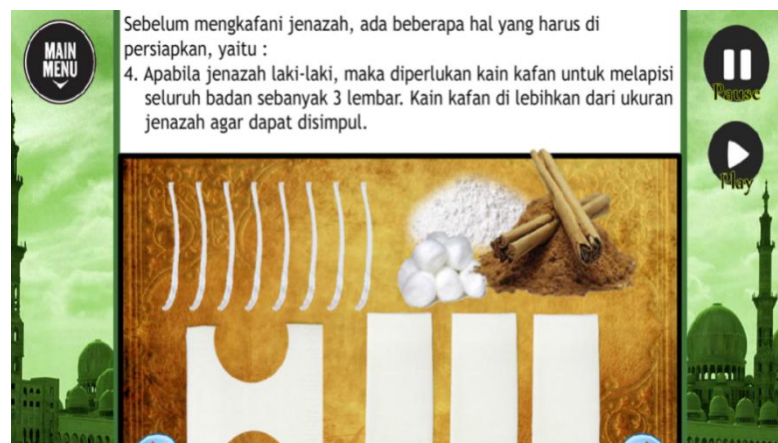 MAIN
MENU
Sebelum mengkafani jenazah, ada beberapa hal yang harus di
persiapkan, yaitu :
4. Apabila jenazah laki-laki, maka diperlukan kain kafan untuk melapisi
seluruh badan sebanyak 3 lembar. Kain kafan di lebihkan dari ukuran
jenazah agar dapat disimpul.
Pause
Play